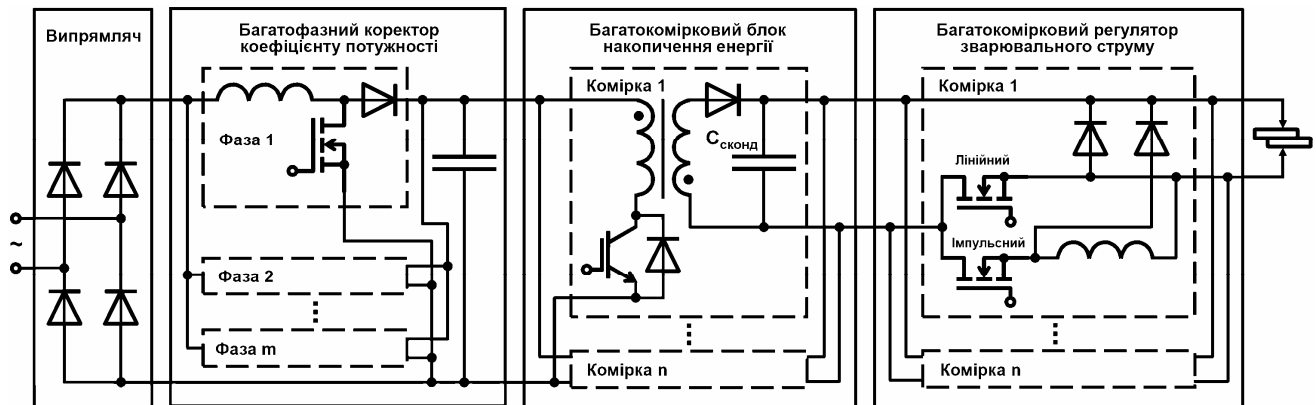 Випрямляч
Багатофазний коректор
коефіцієнту потужності
Фаза 1
Фаза 2
Фаза m
Багатокомірковий блок
накопичення енергії
Комірка 1
Ссконд
Комірка n
Багатокомірковий регулятор
зварювального струму
Комірка 1
Лінійний
Імпульсний
Комірка n
~